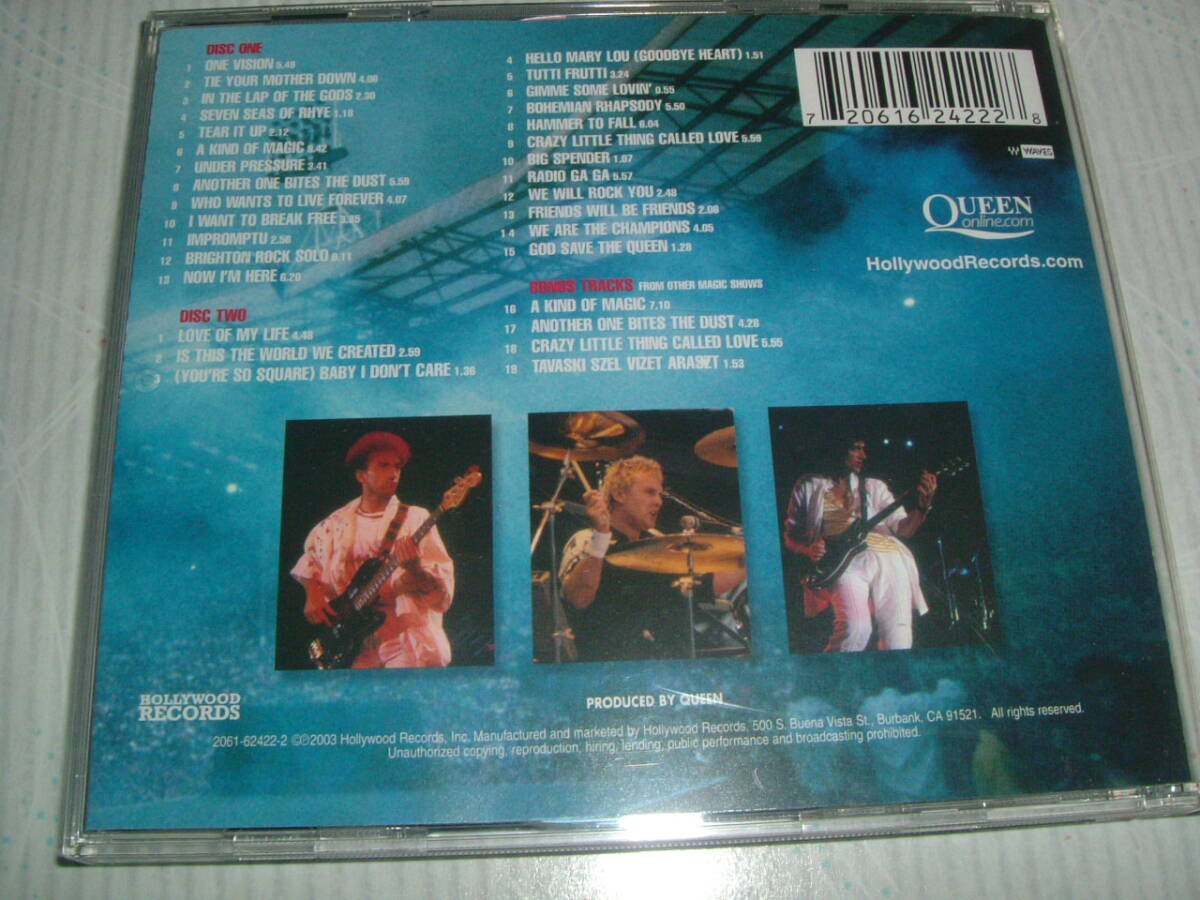 DISC ONE
1 ONE VISION 5.49
2 TIE YOUR MOTHER DOWN 4.08
3 IN THE LAP OF THE GODS 2.30
4 SEVEN SEAS OF RHYE 1.18
5 TEAR IT UP 2.12
6 A KIND OF MAGIC 8.42
7 UNDER PRESSURE 3.41
8 ANOTHER ONE BITES THE DUST 5.59
9 WHO WANTS TO LIVE FOREVER 4.07
10 I WANT TO BREAK FREE
11 IMPROMPTU 2.56
12 BRIGHTON ROCK SOLO 9.11
13 NOW I'M HERE 6.20
DISC TWO
1 LOVE OF MY LIFE 4.48
2 IS THIS THE WORLD WE CREATED 2.59
3 (YOU'RE SO SQUARE) BABY I DON'T CARE 1.36
4 HELLO MARY LOU (GOODBYE HEART) 1.51
5 TUTTI FRUTTI 3.24
6 GIMME SOME LOVIN' 0.55
7 BOHEMIAN RHAPSODY 5.50
8 HAMMER TO FALL 6.04
9 CRAZY LITTLE THING CALLED LOVE 5.59
10 BIG SPENDER 1.07
11 RADIO GA GA 5.57
12 WE WILL ROCK YOU 2.48
13 FRIENDS WILL BE FRIENDS 2.08
14 WE ARE THE CHAMPIONS 4.05
15 GOD SAVE THE QUEEN 1.28
BONUS TRACKS FROM OTHER MAGIC SHOWS
16 A KIND OF MAGIC 7.10
17 ANOTHER ONE BITES THE DUST 4.28
18 CRAZY LITTLE THING CALLED LOVE 5.55
19 TAVASKI SZEL VIZET ARASZT 1.53
7 20616 24222 8
WAVES
QUEEN
online.com
HollywoodRecords.com
HOLLYWOOD
RECORDS
PRODUCED BY QUEEN
2061-62422-2 ©℗2003 Hollywood Records, Inc. Manufactured and marketed by Hollywood Records, 500 S. Buena Vista St., Burbank, CA 91521. All rights reserved.
Unauthorized copying, reproduction, hiring, lending, public performance and broadcasting prohibited.